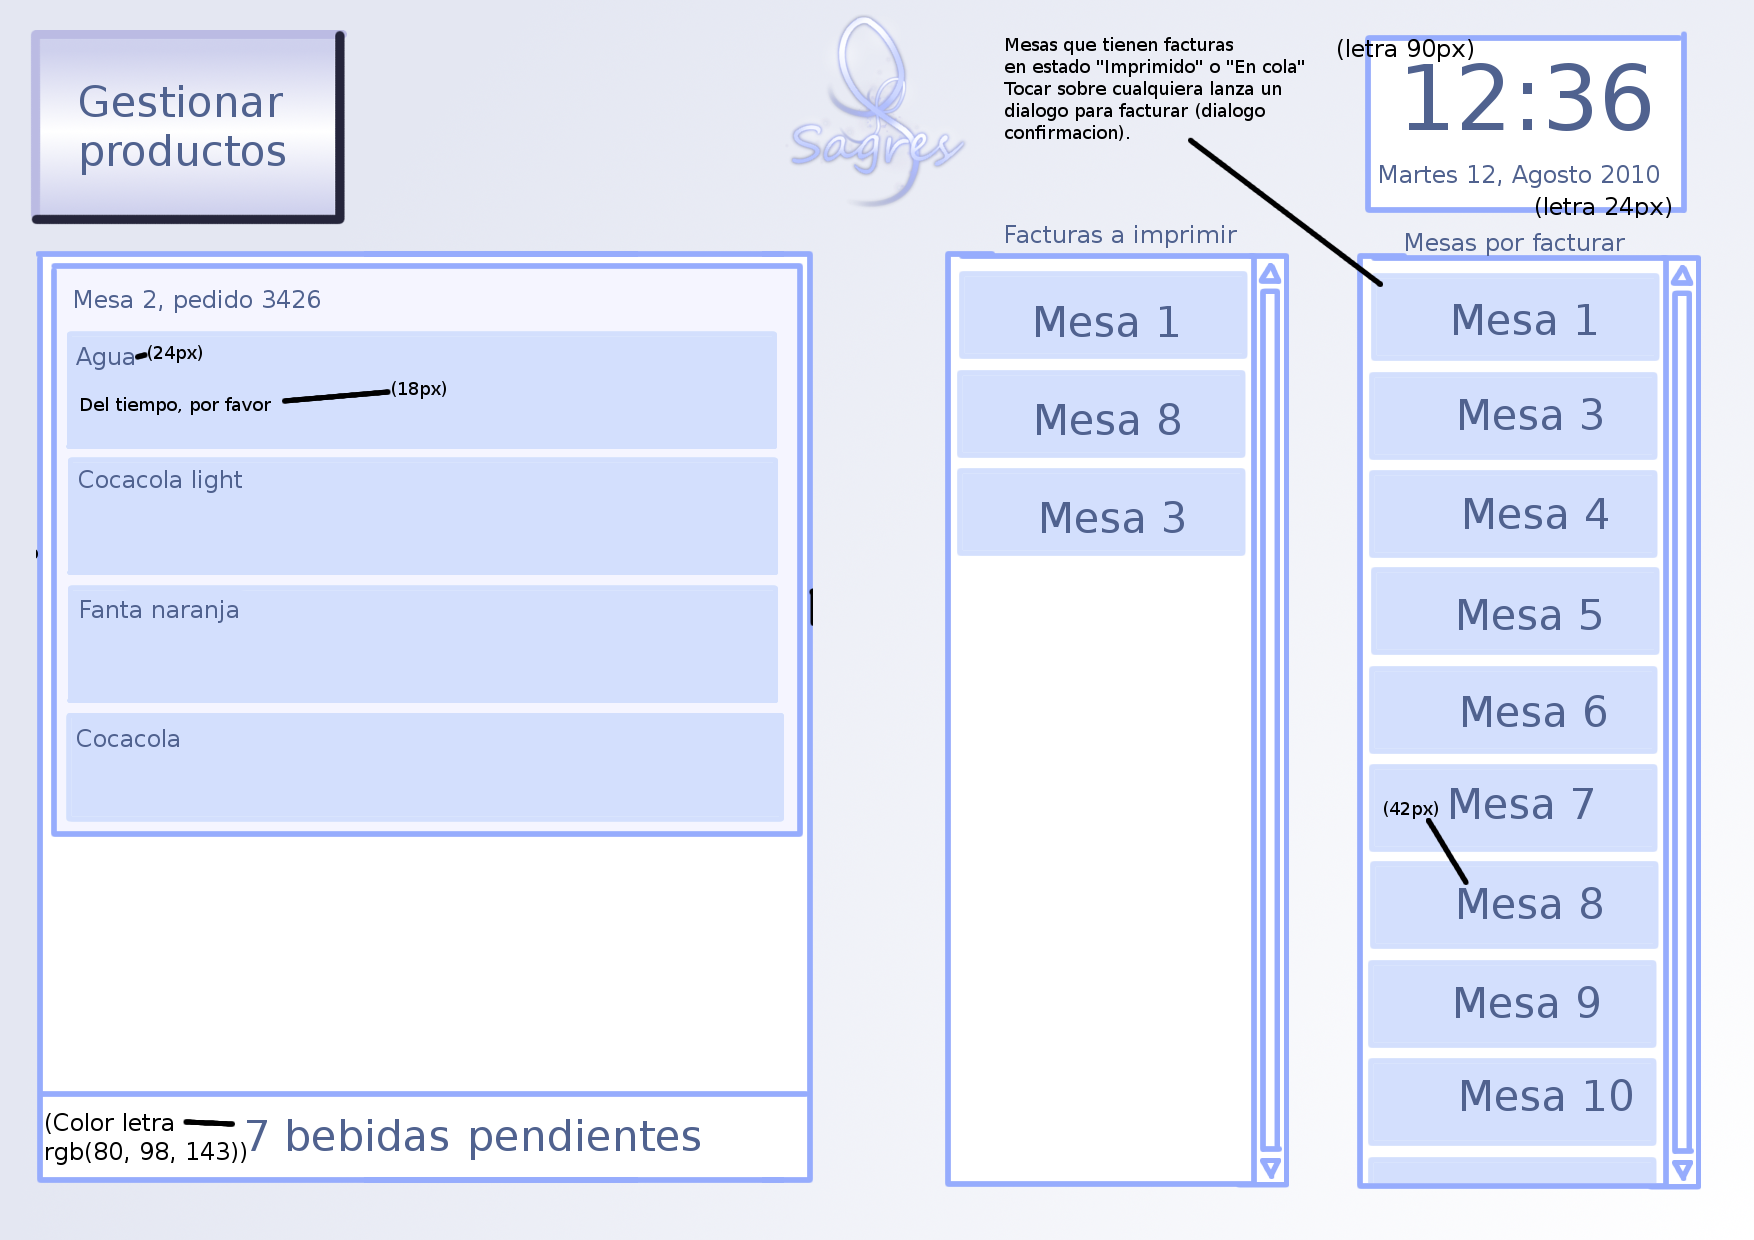 Gestionar
productos
Sagres
Mesas que tienen facturas
en estado "Imprimido" o "En cola"
Tocar sobre cualquiera lanza un
dialogo para facturar (dialogo
confirmacion).
(letra 90px)
12:36
Martes 12, Agosto 2010
(letra 24px)
Mesa 2, pedido 3426
Agua
(24px)
Del tiempo, por favor
(18px)
Cocacola light
Fanta naranja
Cocacola
(Color letra
rgb(80, 98, 143))
7 bebidas pendientes
Facturas a imprimir
Mesa 1
Mesa 8
Mesa 3
Mesas por facturar
Mesa 1
Mesa 3
Mesa 4
Mesa 5
Mesa 6
(42px)
Mesa 7
Mesa 8
Mesa 9
Mesa 10